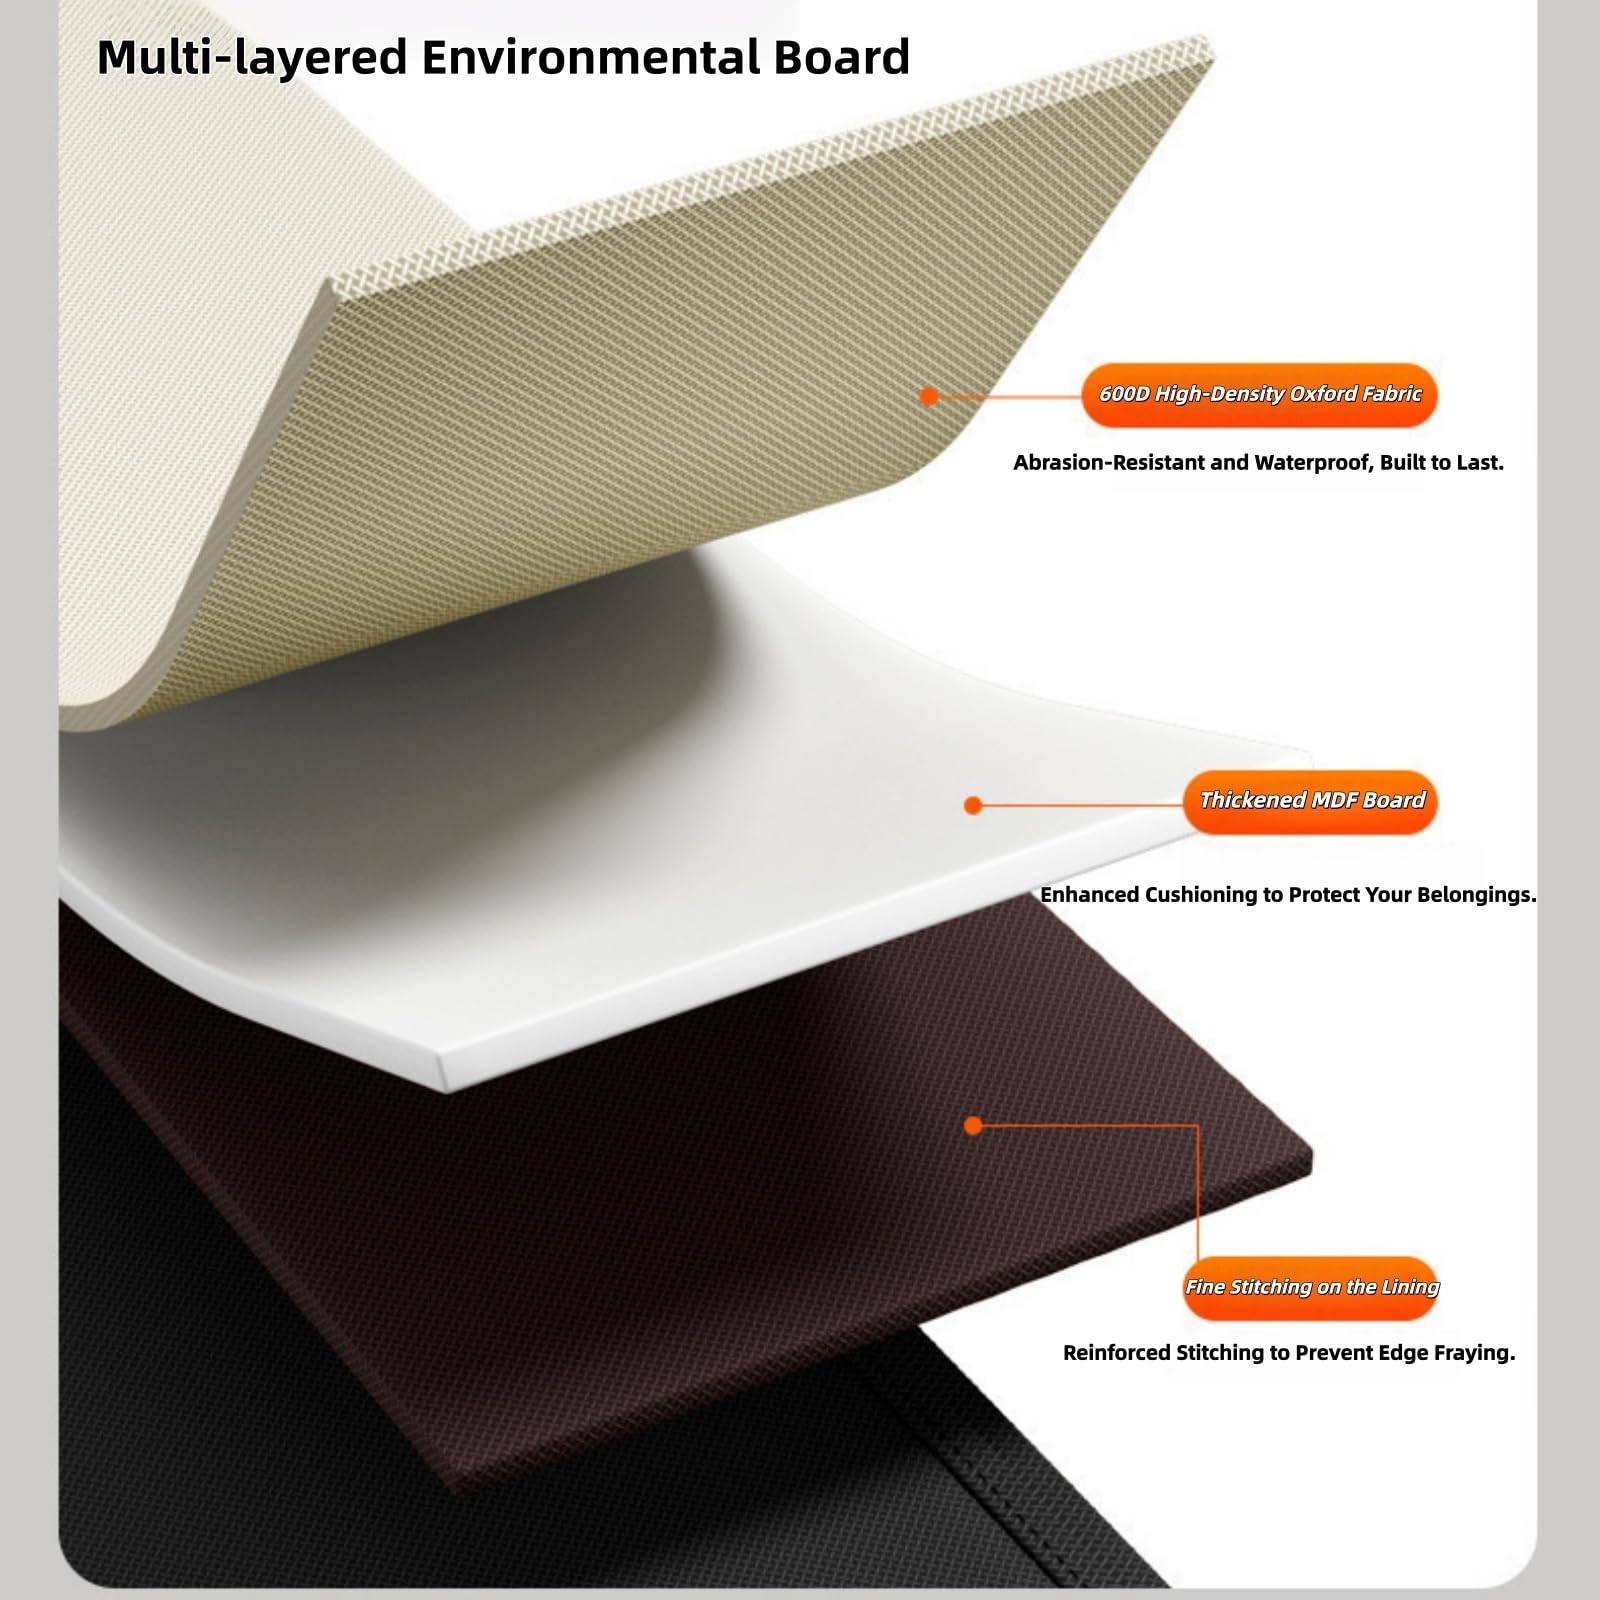 Multi-layered Environmental Board
600D High-Density Oxford Fabric
Abrasion-Resistant and Waterproof, Built to Last.
Thickened MDF Board
Enhanced Cushioning to Protect Your Belongings.
Fine Stitching on the Lining
Reinforced Stitching to Prevent Edge Fraying.